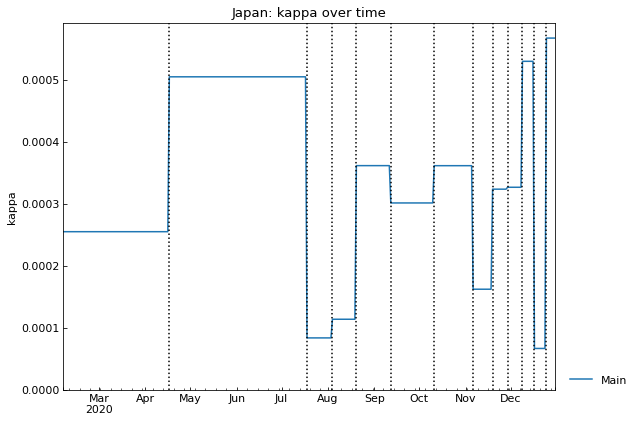 Japan: kappa over time
kappa
0.0005
0.0004
0.0003
0.0002
0.0001
0.0000
Mar Apr May Jun Jul Aug Sep Oct Nov Dec
2020
Main